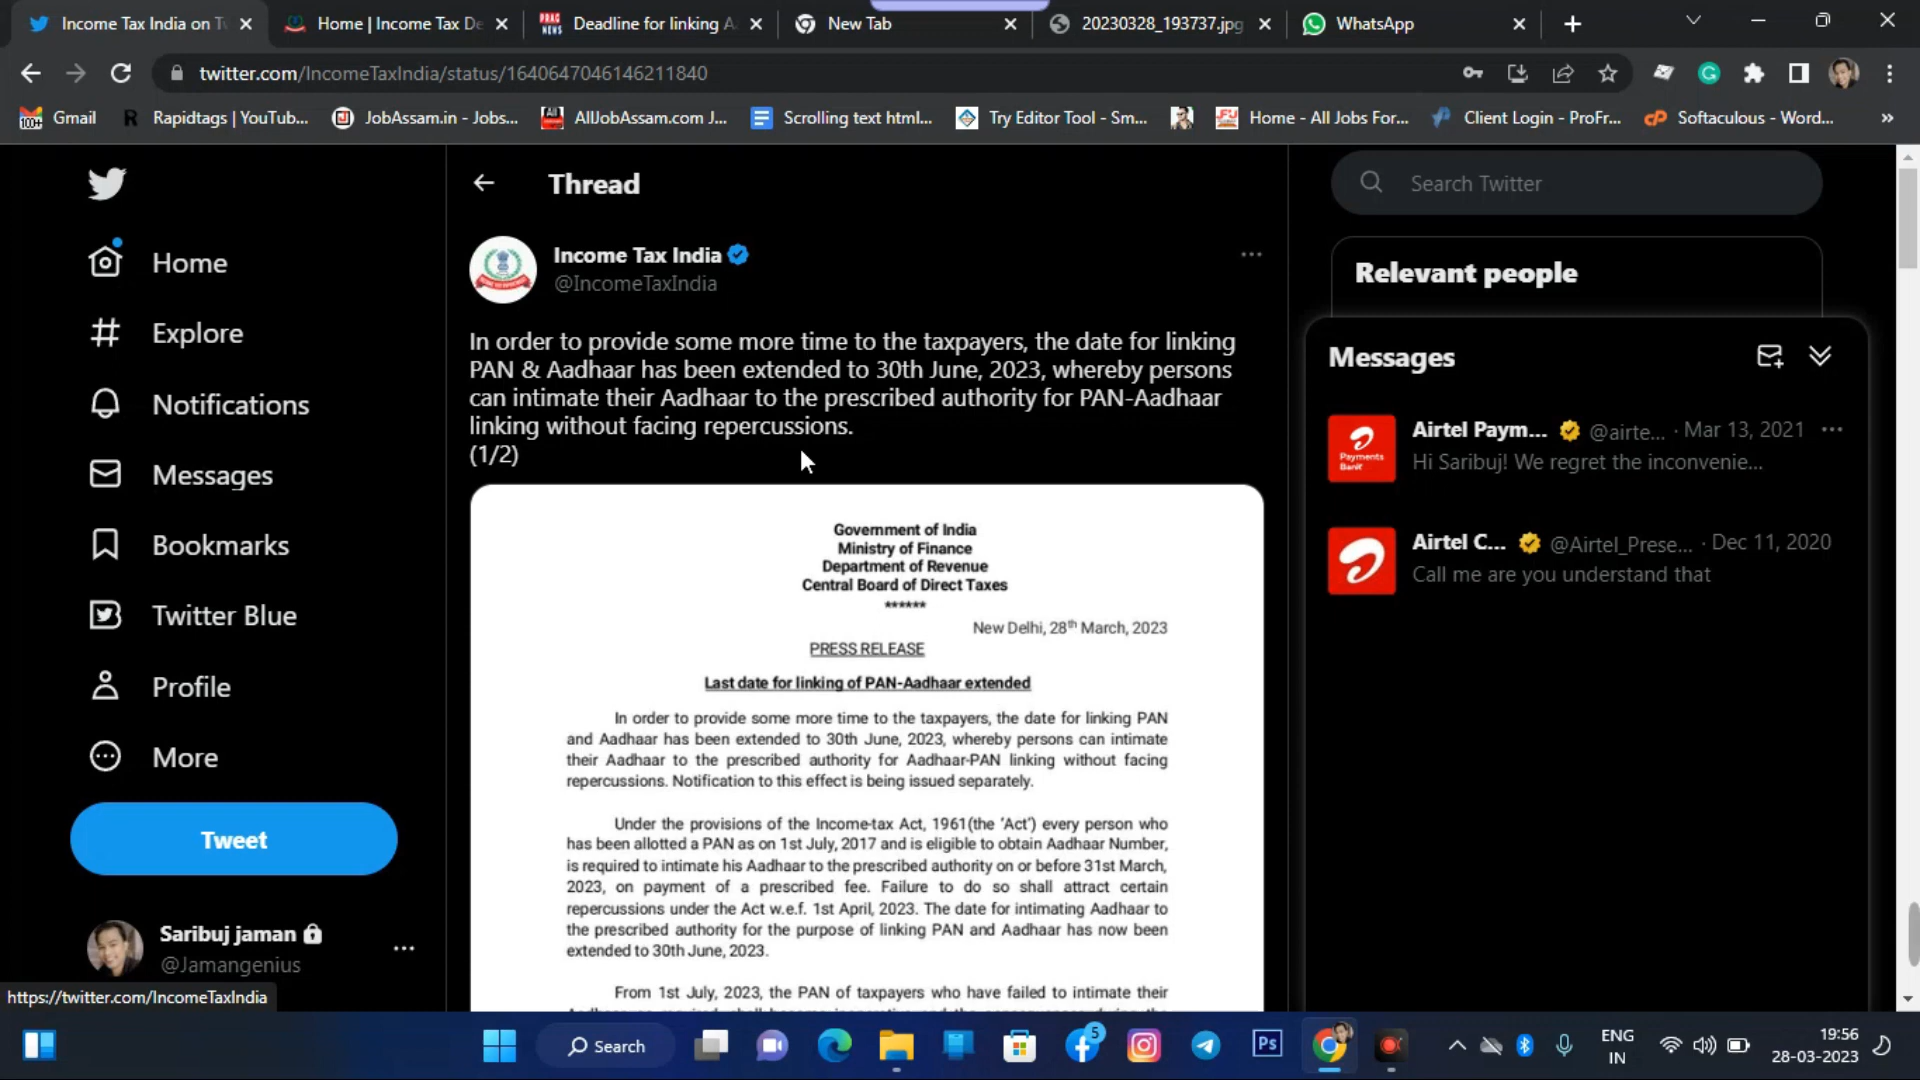 Income Tax India on T
Home | Income Tax De
PRAG NEWS
Deadline for linking A
New Tab
20230328_193737.jpg
WhatsApp
twitter.com/IncomeTaxIndia/status/1640647046146211840
100+
Gmail
Rapidtags | YouTub...
JobAssam.in - Jobs...
AllJobAssam.com J...
Scrolling text html...
Try Editor Tool - Sm...
Home - All Jobs For...
Client Login - ProFr...
Softaculous - Word...
»
Home
Explore
Notifications
Messages
Bookmarks
Twitter Blue
Profile
More
Tweet
Saribuj jaman
@Jamangenius
https://twitter.com/IncomeTaxIndia
Thread
Income Tax India
@IncomeTaxIndia
In order to provide some more time to the taxpayers, the date for linking
PAN & Aadhaar has been extended to 30th June, 2023, whereby persons
can intimate their Aadhaar to the prescribed authority for PAN-Aadhaar
linking without facing repercussions.
(1/2)
Government of India
Ministry of Finance
Department of Revenue
Central Board of Direct Taxes
******
New Delhi, 28th March, 2023
PRESS RELEASE
Last date for linking of PAN-Aadhaar extended
In order to provide some more time to the taxpayers, the date for linking PAN
and Aadhaar has been extended to 30th June, 2023, whereby persons can intimate
their Aadhaar to the prescribed authority for Aadhaar-PAN linking without facing
repercussions. Notification to this effect is being issued separately.
Under the provisions of the Income-tax Act, 1961(the ‘Act’) every person who
has been allotted a PAN as on 1st July, 2017 and is eligible to obtain Aadhaar Number,
is required to intimate his Aadhaar to the prescribed authority on or before 31st March,
2023, on payment of a prescribed fee. Failure to do so shall attract certain
repercussions under the Act w.e.f. 1st April, 2023. The date for intimating Aadhaar to
the prescribed authority for the purpose of linking PAN and Aadhaar has now been
extended to 30th June, 2023.
From 1st July, 2023, the PAN of taxpayers who have failed to intimate their
Search Twitter
Relevant people
Messages
Airtel Paym... @airte... · Mar 13, 2021
Hi Saribuj! We regret the inconvenie...
Payments Bank
Airtel C... @Airtel_Prese... · Dec 11, 2020
Call me are you understand that
Search
5
Ps
ENG
IN
19:56
28-03-2023